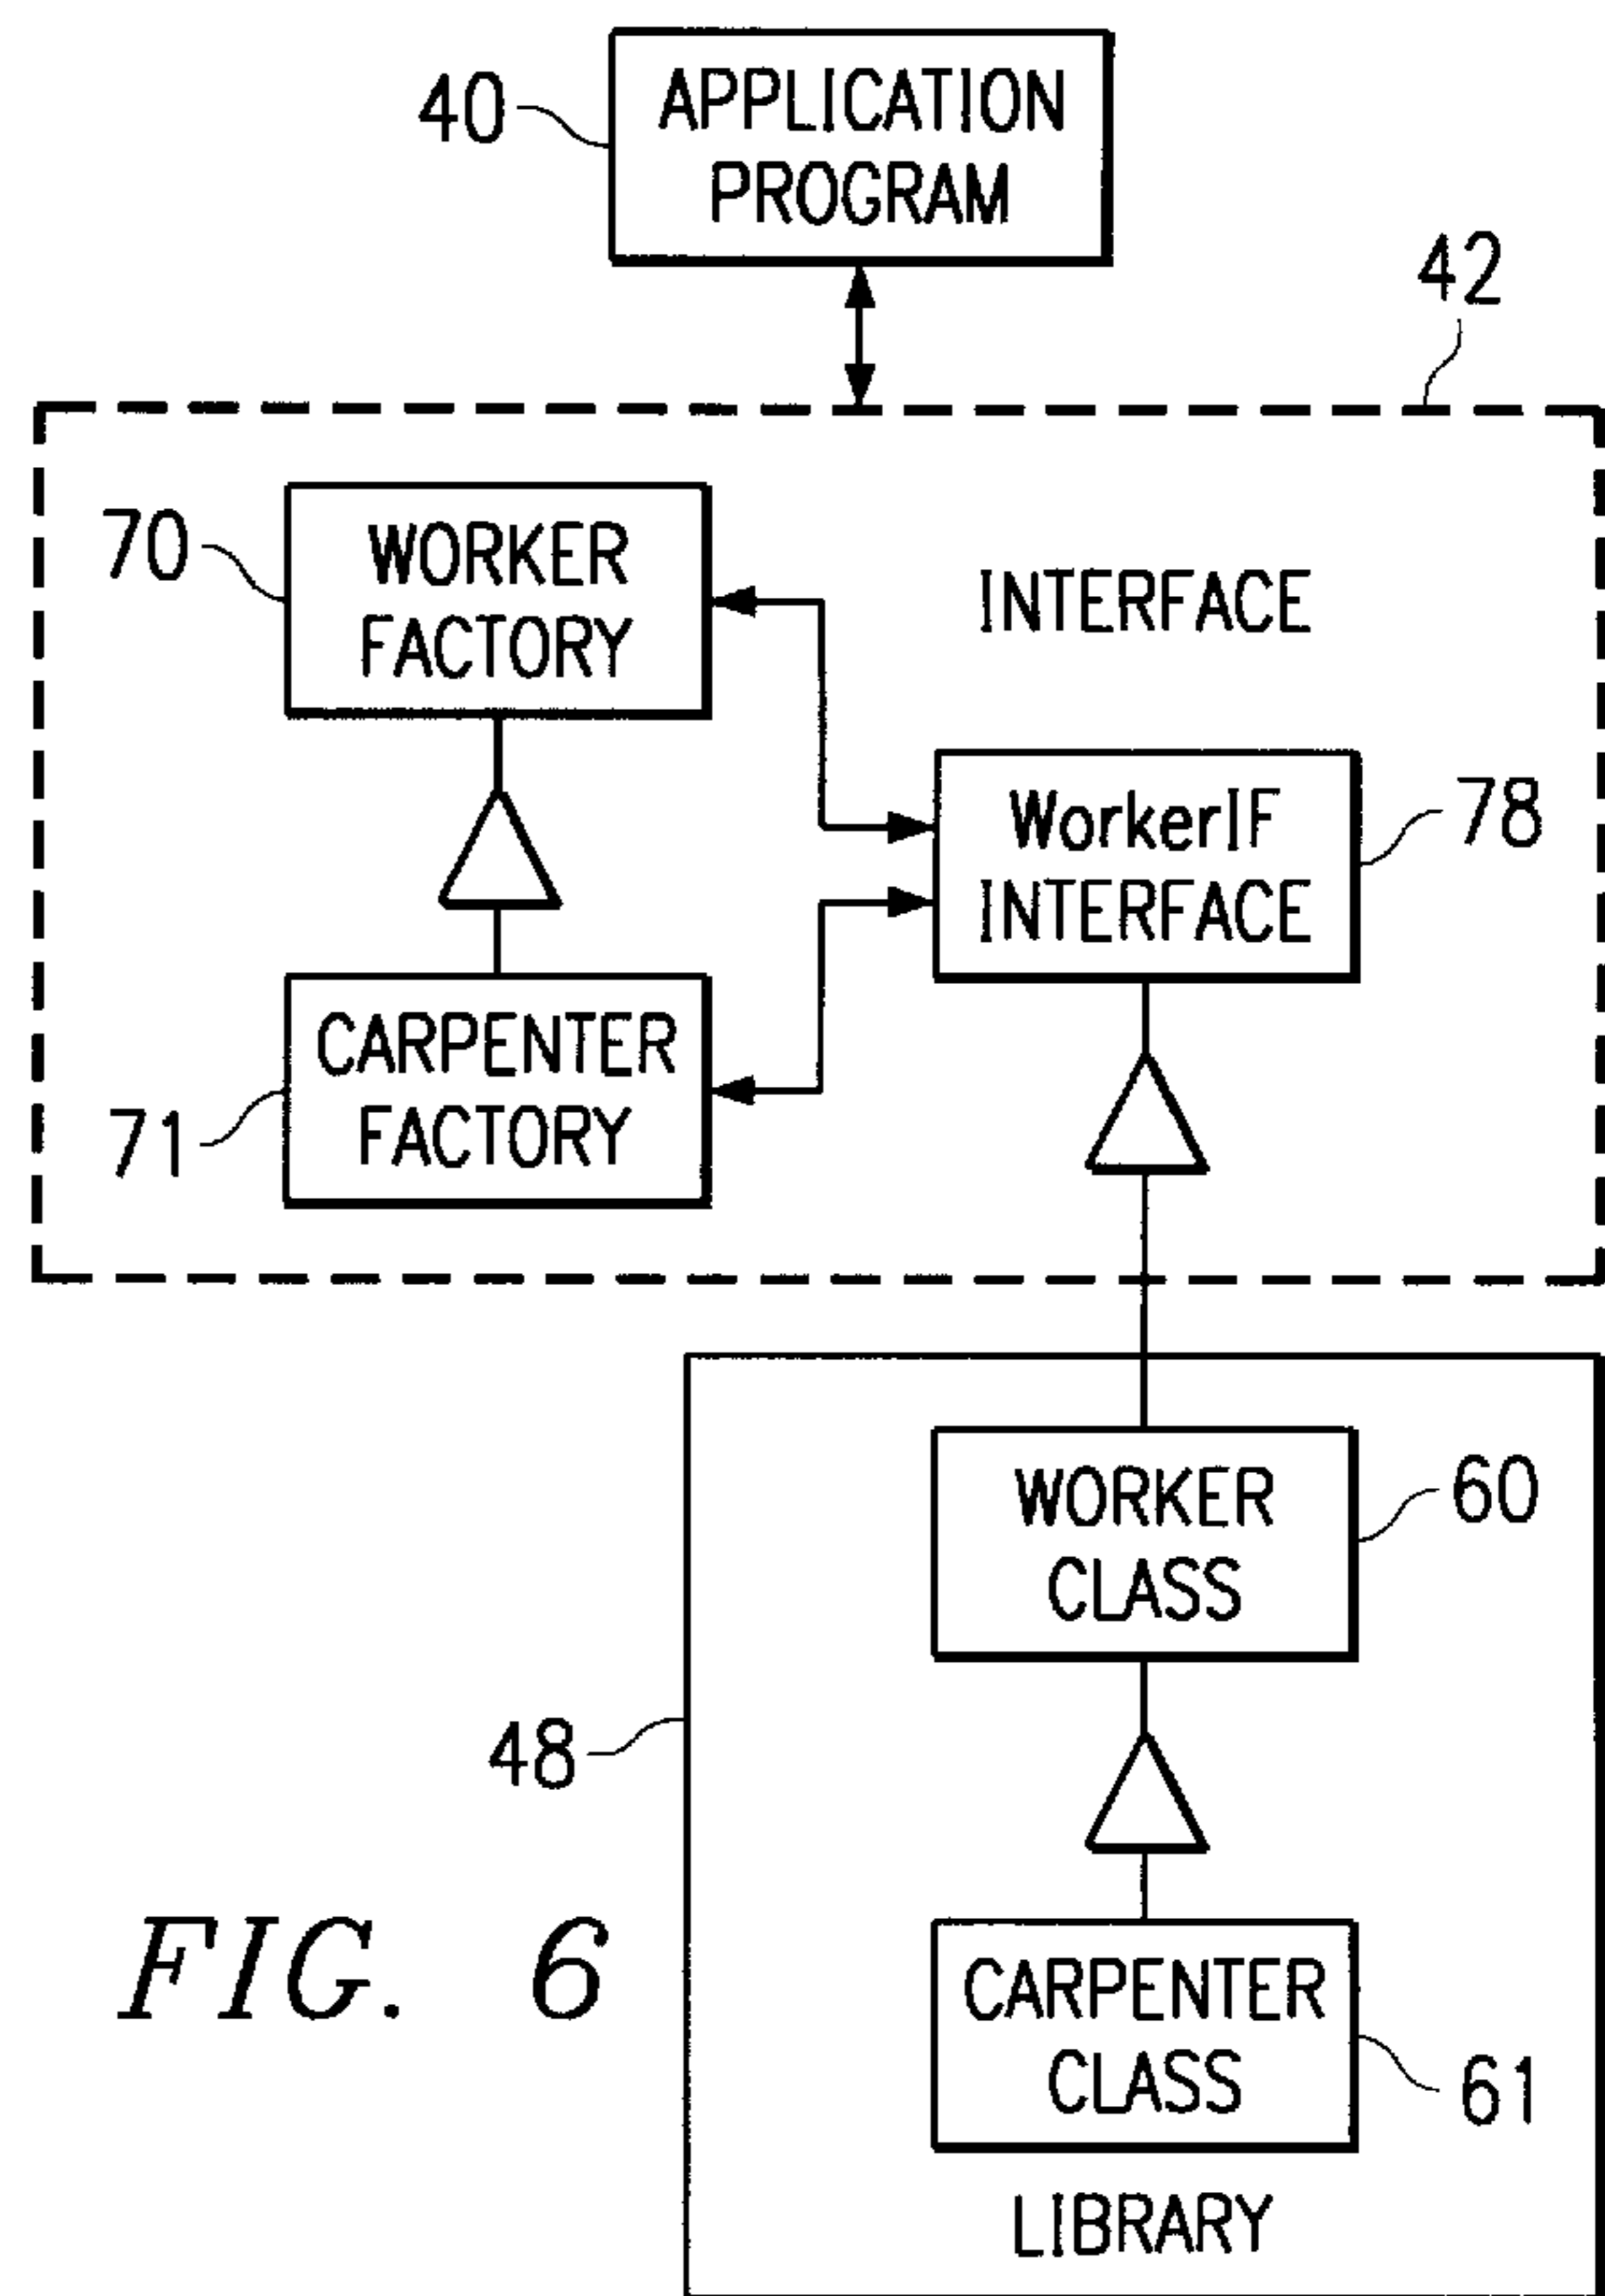 40
APPLICATION
PROGRAM
42
70
WORKER
FACTORY
INTERFACE
WorkerIF
INTERFACE
78
CARPENTER
FACTORY
71
WORKER
CLASS
60
48
CARPENTER
CLASS
61
LIBRARY
FIG. 6